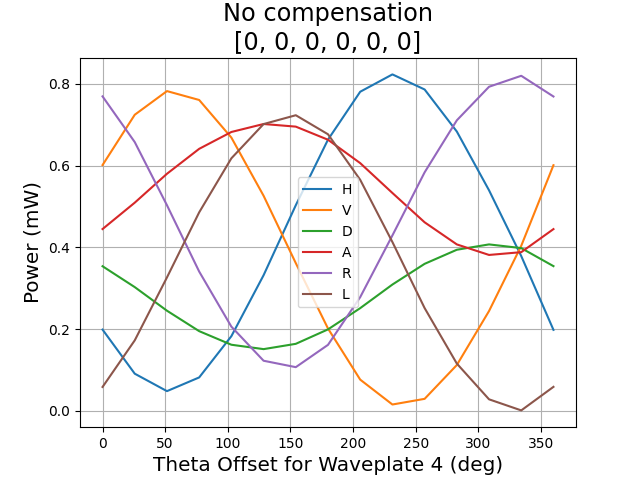 No compensation
[0, 0, 0, 0, 0, 0]
Power (mW)
0.8
0.6
0.4
0.2
0.0
H
V
D
A
R
L
0 50 100 150 200 250 300 350
Theta Offset for Waveplate 4 (deg)